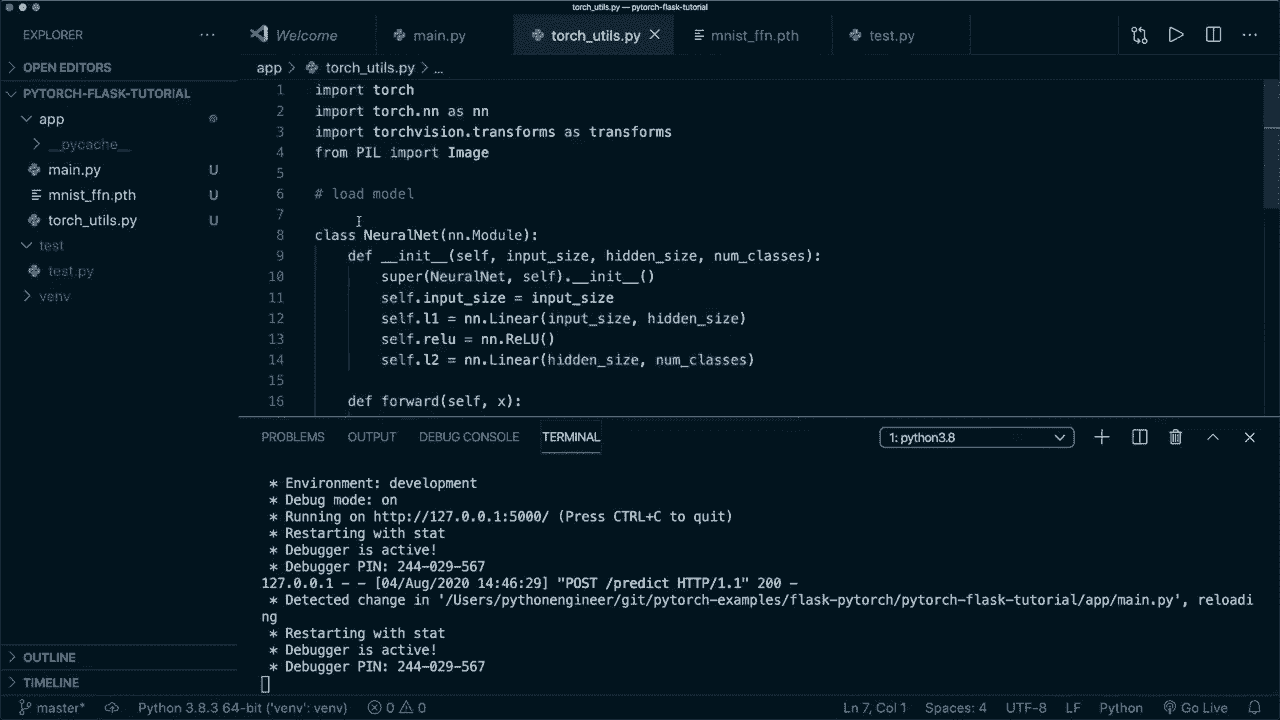 torch_utils.py — pytorch-flask-tutorial
EXPLORER
Welcome
main.py
torch_utils.py
mnist_ffn.pth
test.py
OPEN EDITORS
PYTORCH-FLASK-TUTORIAL
app
__pycache__
main.py U
mnist_ffn.pth U
torch_utils.py U
test
test.py
venv
OUTLINE
TIMELINE
app > torch_utils.py > ...
1 import torch
2 import torch.nn as nn
3 import torchvision.transforms as transforms
4 from PIL import Image
5
6 # load model
7
8 class NeuralNet(nn.Module):
9 def __init__(self, input_size, hidden_size, num_classes):
10 super(NeuralNet, self).__init__()
11 self.input_size = input_size
12 self.l1 = nn.Linear(input_size, hidden_size)
13 self.relu = nn.ReLU()
14 self.l2 = nn.Linear(hidden_size, num_classes)
15
16 def forward(self, x):
PROBLEMS OUTPUT DEBUG CONSOLE TERMINAL 1: python3.8
* Environment: development
* Debug mode: on
* Running on http://127.0.0.1:5000/ (Press CTRL+C to quit)
* Restarting with stat
* Debugger is active!
* Debugger PIN: 244-029-567
127.0.0.1 - - [04/Aug/2020 14:46:29] "POST /predict HTTP/1.1" 200 -
* Detected change in '/Users/pythonengineer/git/pytorch-examples/flask-pytorch/pytorch-flask-tutorial/app/main.py', reloadi
ng
* Restarting with stat
* Debugger is active!
* Debugger PIN: 244-029-567
master* Python 3.8.3 64-bit ('venv': venv) 0 0 Ln 7, Col 1 Spaces: 4 UTF-8 LF Python Go Live